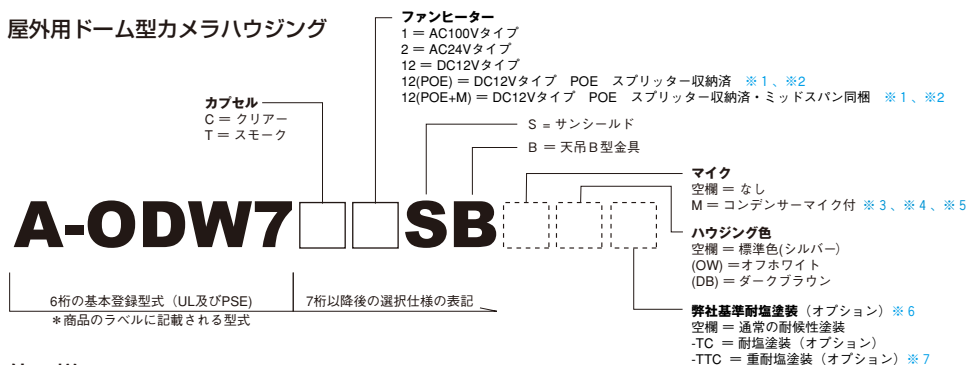 屋外用ドーム型カメラハウジング
ファンヒーター
1 = AC100Vタイプ
2 = AC24Vタイプ
12 = DC12Vタイプ
12(POE) = DC12Vタイプ POE スプリッター収納済 ※1、※2
12(POE+M) = DC12Vタイプ POE スプリッター収納済・ミッドスパン同梱 ※1、※2
カプセル
C = クリアー
T = スモーク
S = サンシールド
B = 天吊B型金具
マイク
空欄 = なし
M = コンデンサーマイク付 ※3、※4、※5
A-ODW7 SB
ハウジング色
空欄 = 標準色(シルバー)
(OW) =オフホワイト
(DB) = ダークブラウン
6桁の基本登録型式(UL及びPSE)
7桁以降後の選択仕様の表記
*商品のラベルに記載される型式
弊社基準耐塩塗装(オプション)※6
空欄 = 通常の耐候性塗装
-TC = 耐塩塗装(オプション)
-TTC = 重耐塩塗装(オプション)※7